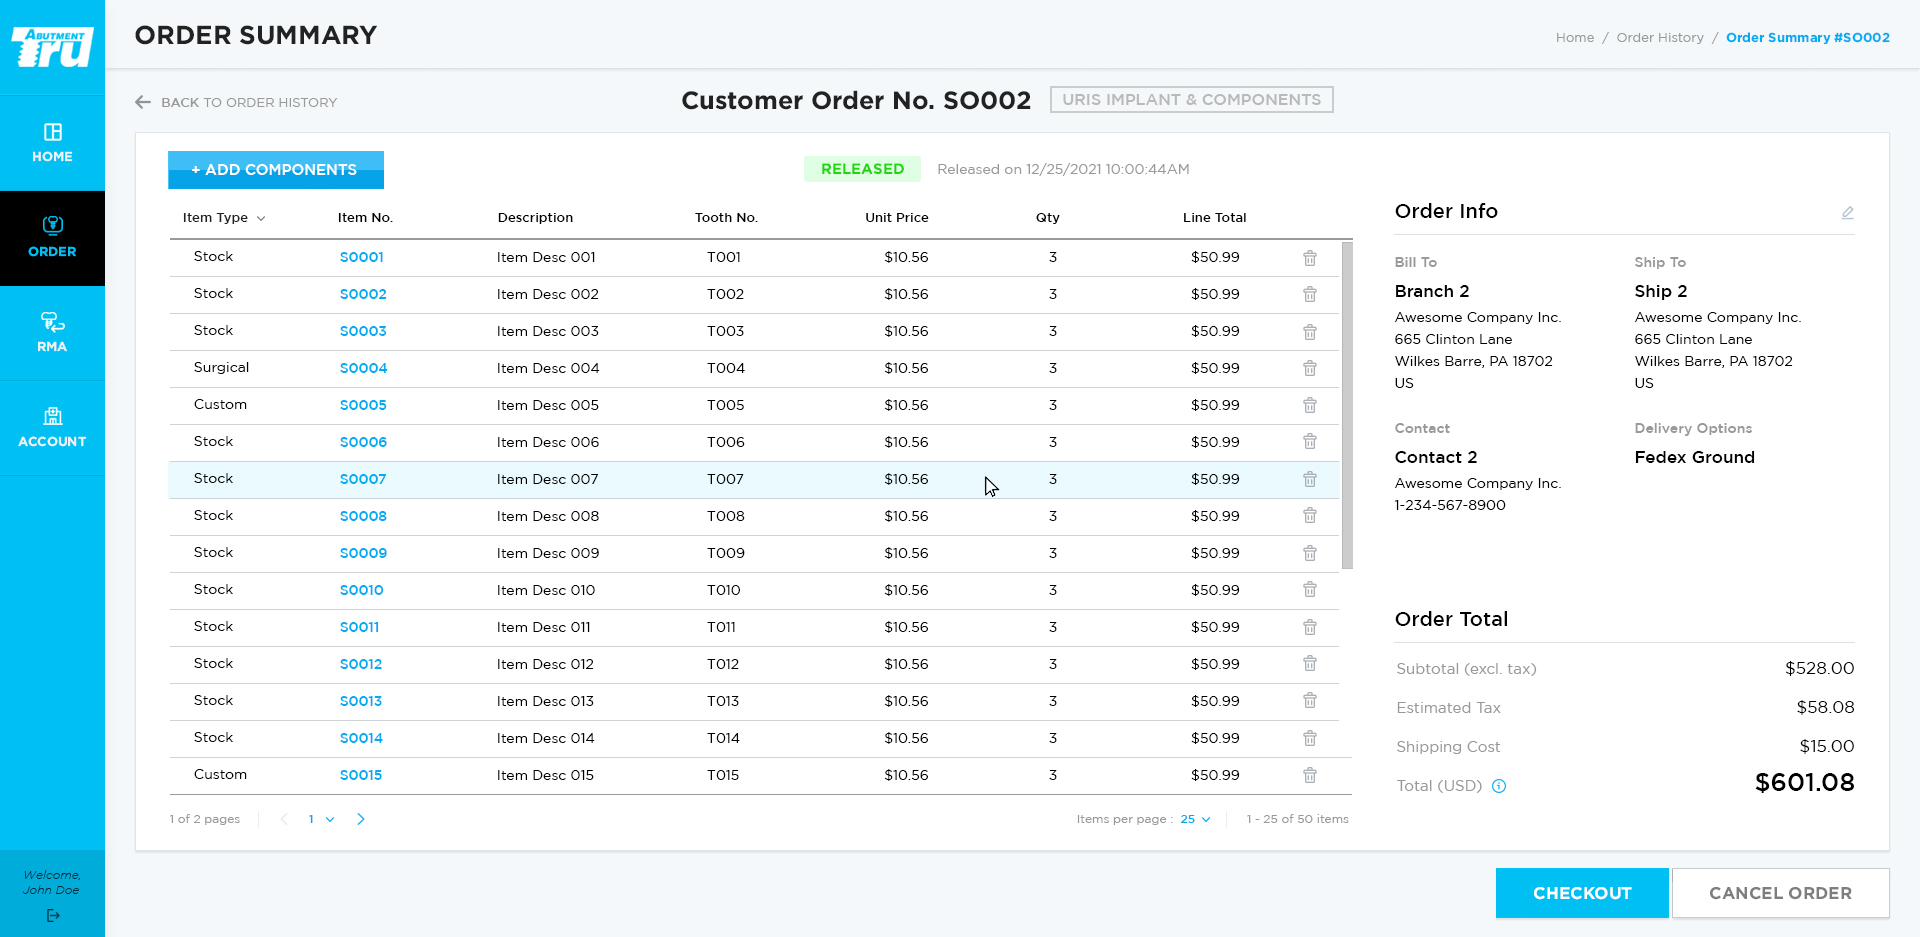 ABUTMENT
Tru
HOME
ORDER
RMA
ACCOUNT
Welcome,
John Doe
ORDER SUMMARY
Home / Order History / Order Summary #SO002
BACK TO ORDER HISTORY
Customer Order No. SO002
URIS IMPLANT & COMPONENTS
+ ADD COMPONENTS
RELEASED
Released on 12/25/2021 10:00:44AM
Item Type Item No. Description Tooth No. Unit Price Qty Line Total
Stock S0001 Item Desc 001 T001 $10.56 3 $50.99
Stock S0002 Item Desc 002 T002 $10.56 3 $50.99
Stock S0003 Item Desc 003 T003 $10.56 3 $50.99
Surgical S0004 Item Desc 004 T004 $10.56 3 $50.99
Custom S0005 Item Desc 005 T005 $10.56 3 $50.99
Stock S0006 Item Desc 006 T006 $10.56 3 $50.99
Stock S0007 Item Desc 007 T007 $10.56 3 $50.99
Stock S0008 Item Desc 008 T008 $10.56 3 $50.99
Stock S0009 Item Desc 009 T009 $10.56 3 $50.99
Stock S0010 Item Desc 010 T010 $10.56 3 $50.99
Stock S0011 Item Desc 011 T011 $10.56 3 $50.99
Stock S0012 Item Desc 012 T012 $10.56 3 $50.99
Stock S0013 Item Desc 013 T013 $10.56 3 $50.99
Stock S0014 Item Desc 014 T014 $10.56 3 $50.99
Custom S0015 Item Desc 015 T015 $10.56 3 $50.99
1 of 2 pages 1 Items per page : 25 1 - 25 of 50 items
Order Info
Bill To
Branch 2
Awesome Company Inc.
665 Clinton Lane
Wilkes Barre, PA 18702
US
Ship To
Ship 2
Awesome Company Inc.
665 Clinton Lane
Wilkes Barre, PA 18702
US
Contact
Contact 2
Awesome Company Inc.
1-234-567-8900
Delivery Options
Fedex Ground
Order Total
Subtotal (excl. tax) $528.00
Estimated Tax $58.08
Shipping Cost $15.00
Total (USD) $601.08
CHECKOUT
CANCEL ORDER